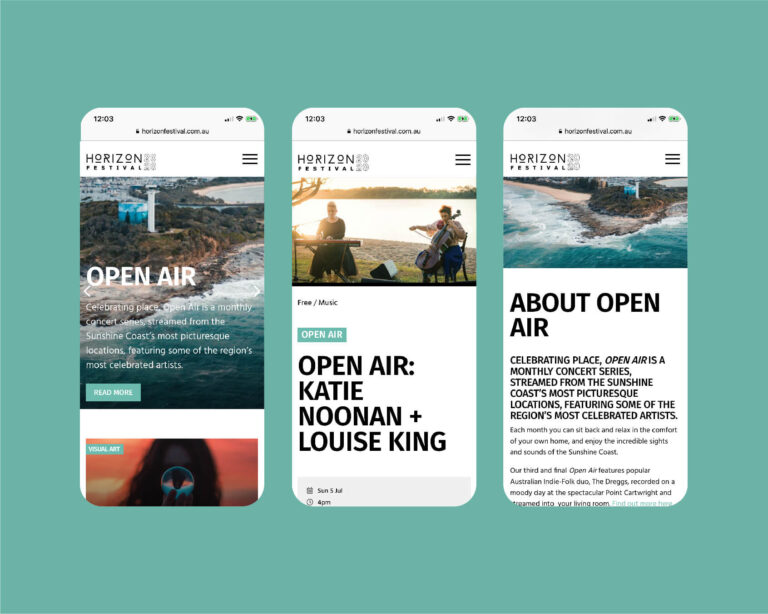 12:03
horizonfestival.com.au
HORIZON 2020
FESTIVAL
OPEN AIR
Celebrating place, Open Air is a monthly
concert series, streamed from the
Sunshine Coast's most picturesque
locations, featuring some of the region's
most celebrated artists.
READ MORE
VISUAL ART
12:03
horizonfestival.com.au
HORIZON 2020
FESTIVAL
Free / Music
OPEN AIR
OPEN AIR:
KATIE
NOONAN +
LOUISE KING
Sun 5 Jul
4pm
12:03
horizonfestival.com.au
HORIZON 2020
FESTIVAL
ABOUT OPEN
AIR
CELEBRATING PLACE, OPEN AIR IS A
MONTHLY CONCERT SERIES,
STREAMED FROM THE SUNSHINE
COAST'S MOST PICTURESQUE
LOCATIONS, FEATURING SOME OF THE
REGION'S MOST CELEBRATED ARTISTS.
Each month you can sit back and relax in the comfort
of your own home, and enjoy the incredible sights
and sounds of the Sunshine Coast.
Our third and final Open Air features popular
Australian Indie-Folk duo, The Dreggs, recorded on a
moody day at the spectacular Point Cartwright and
streamed into your living room. Find out more here